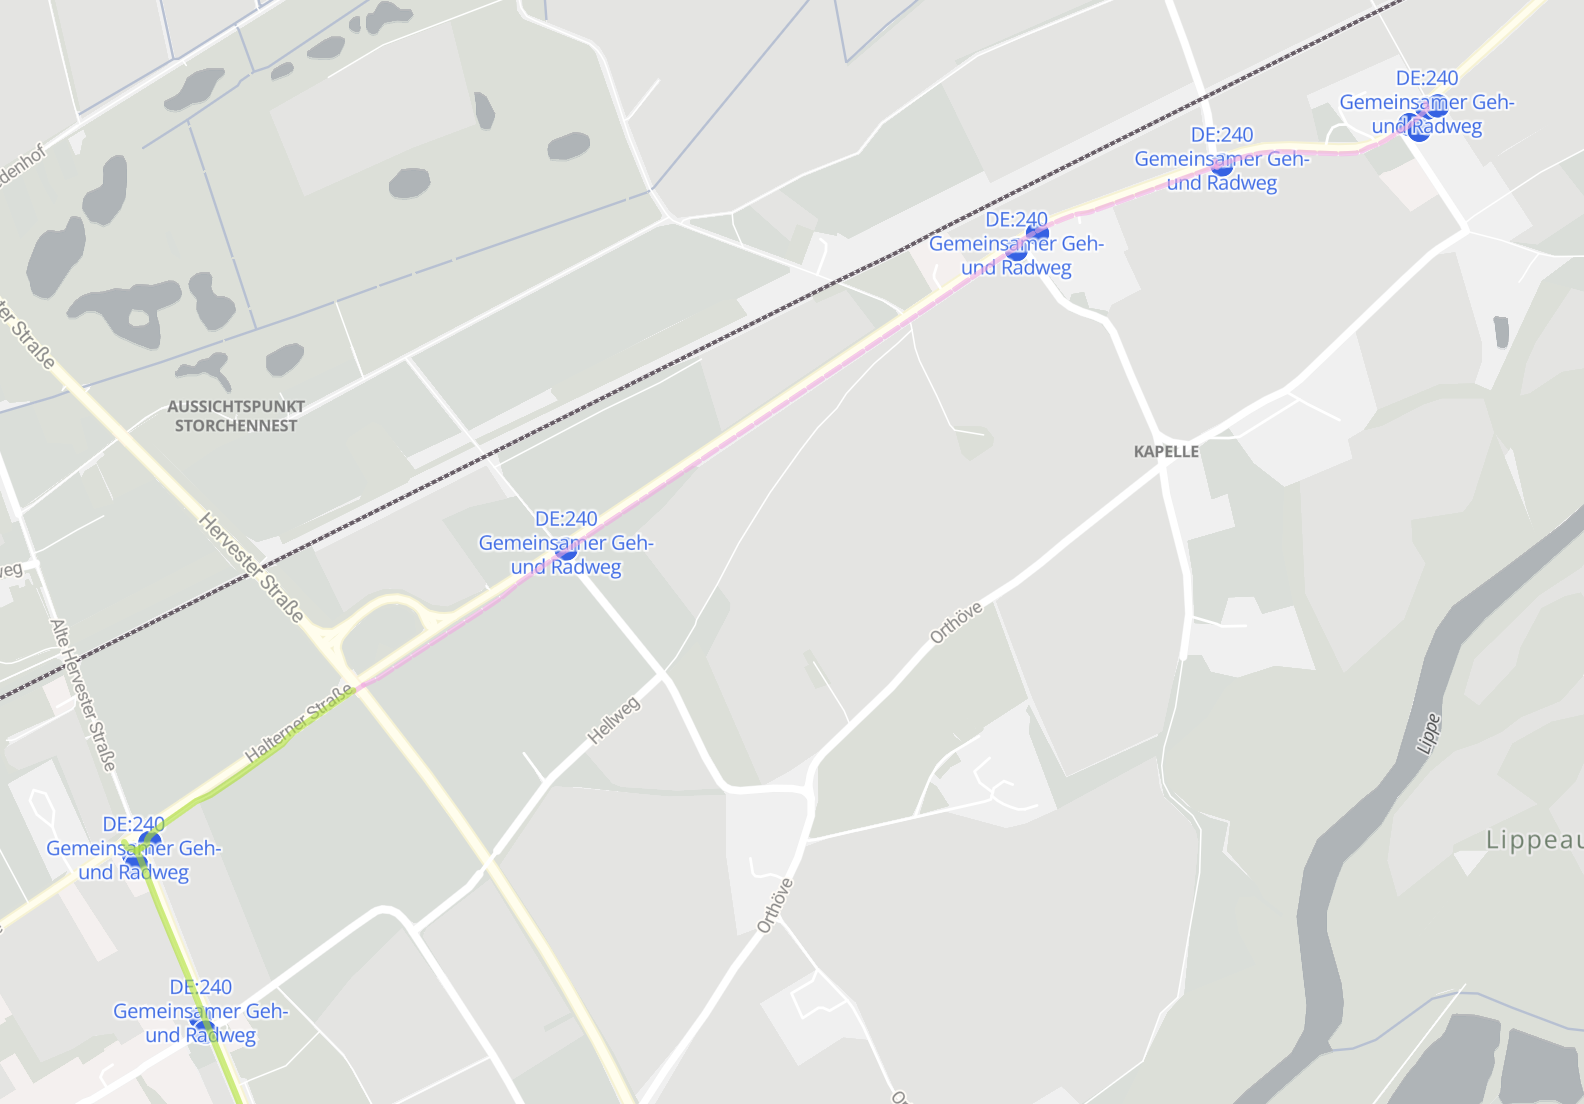 DE:240
Gemeinsamer Geh-
und Radweg
DE:240
Gemeinsamer Geh-
und Radweg
DE:240
Gemeinsamer Geh-
und Radweg
AUSSICHTSPUNKT
STORCHENNEST
KAPELLE
DE:240
Gemeinsamer Geh-
und Radweg
Hervester Straße
Alte Hervester Straße
Halterner Straße
Hellweg
Orthöve
Lippe
DE:240
Gemeinsamer Geh-
und Radweg
Orthöve
DE:240
Gemeinsamer Geh-
und Radweg